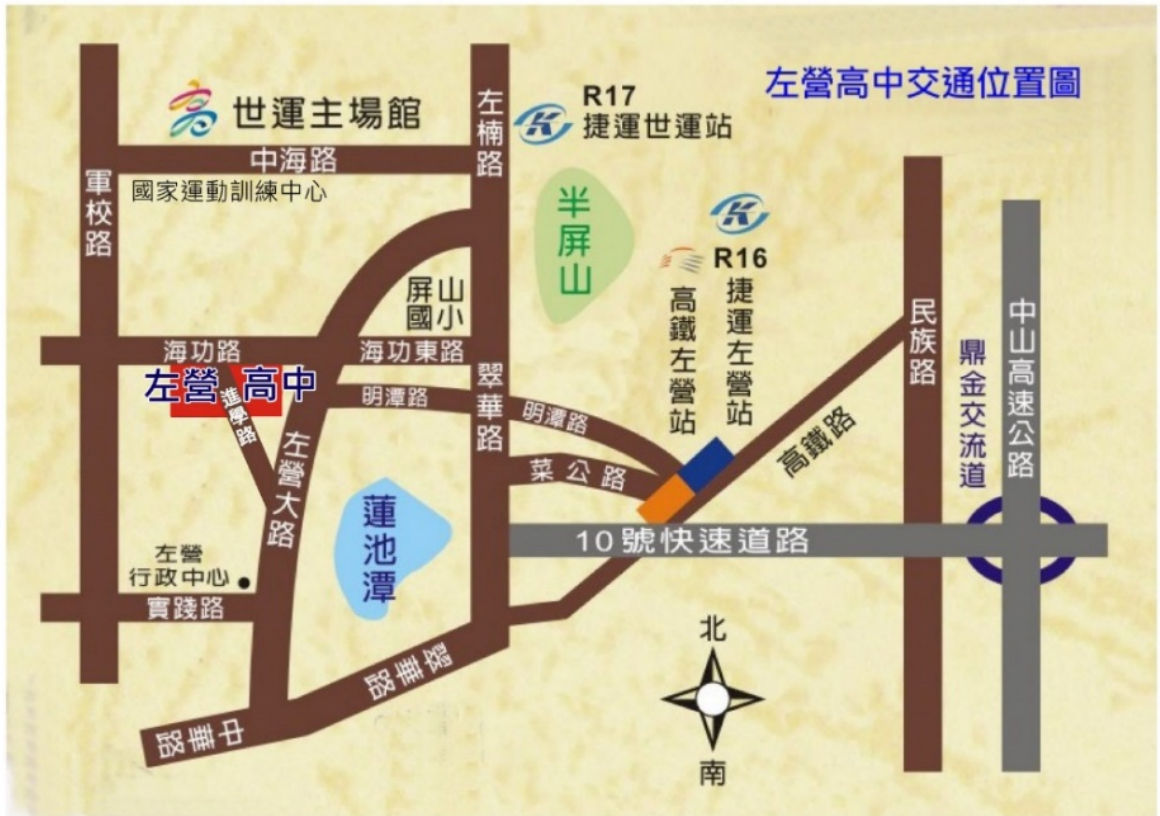 左營高中交通位置圖
世運主場館
R17
捷運世運站
左楠路
中海路
國家運動訓練中心
軍校路
半屏山
R16
捷運左營站
高鐵左營站
屏山
國小
海功路
海功東路
左營高中
進學路
明潭路
明潭路
翠華路
菜公路
高鐵路
民族路
鼎金交流道
中山高速公路
左營大路
蓮池潭
10號快速道路
左營
行政中心
實踐路
翠華路
中華路
北
南